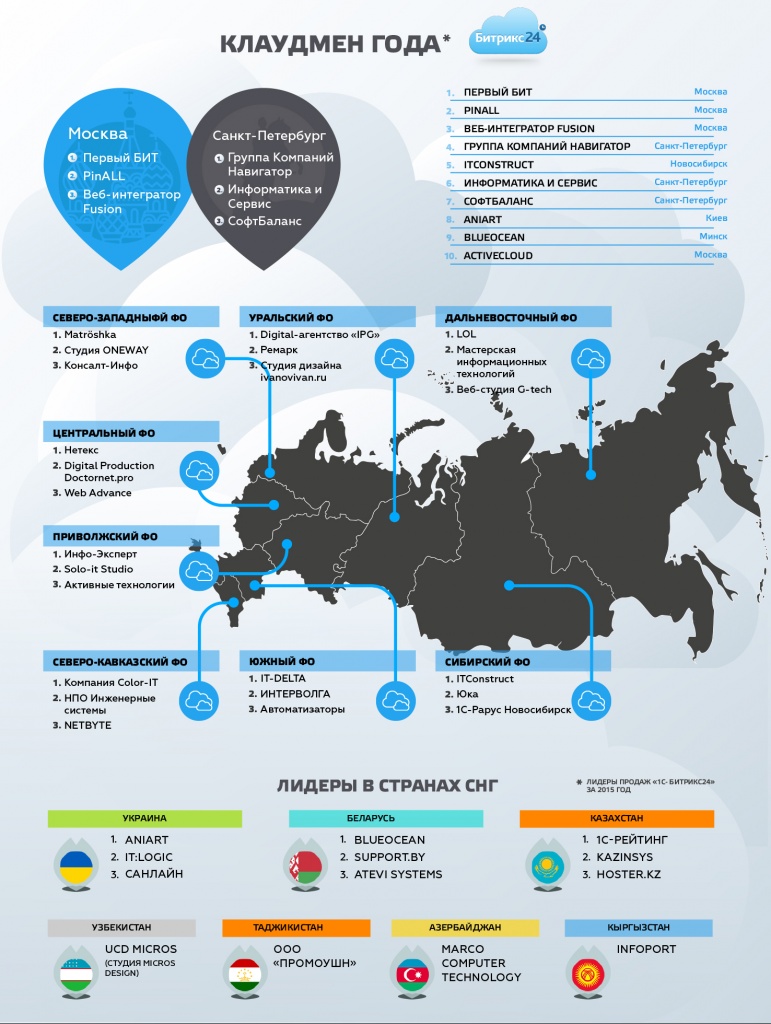 КЛАУДМЕН ГОДА*
Битрикс24
Москва
1. Первый БИТ
2. PinALL
3. Веб-интегратор
Fusion
Санкт-Петербург
1. Группа Компаний
Навигатор
2. Информатика и
Сервис
3. СофтБаланс
1. ПЕРВЫЙ БИТ Москва
2. PINALL Москва
3. ВЕБ-ИНТЕГРАТОР FUSION Москва
4. ГРУППА КОМПАНИЙ НАВИГАТОР Санкт-Петербург
5. ITCONSTRUCT Новосибирск
6. ИНФОРМАТИКА И СЕРВИС Санкт-Петербург
7. СОФТБАЛАНС Санкт-Петербург
8. ANIART Киев
9. BLUEOCEAN Минск
10. ACTIVECLOUD Москва
СЕВЕРО-ЗАПАДНЫФЙ ФО
1. Matröshka
2. Студия ONEWAY
3. Консалт-Инфо
УРАЛЬСКИЙ ФО
1. Digital-агентство «IPG»
2. Ремарк
3. Студия дизайна
ivanovivan.ru
ДАЛЬНЕВОСТОЧНЫЙ ФО
1. LOL
2. Мастерская
информационных
технологий
3. Веб-студия G-tech
ЦЕНТРАЛЬНЫЙ ФО
1. Нетекс
2. Digital Production
Doctornet.pro
3. Web Advance
ПРИВОЛЖСКИЙ ФО
1. Инфо-Эксперт
2. Solo-it Studio
3. Активные технологии
СЕВЕРО-КАВКАЗСКИЙ ФО
1. Компания Color-IT
2. НПО Инженерные
системы
3. NETBYTE
ЮЖНЫЙ ФО
1. IT-DELTA
2. ИНТЕРВОЛГА
3. Автоматизаторы
СИБИРСКИЙ ФО
1. ITConstruct
2. Юка
3. 1С-Рарус Новосибирск
ЛИДЕРЫ В СТРАНАХ СНГ
* ЛИДЕРЫ ПРОДАЖ «1С- БИТРИКС24»
ЗА 2015 ГОД
УКРАИНА
1. ANIART
2. IT:LOGIC
3. САНЛАЙН
БЕЛАРУСЬ
1. BLUEOCEAN
2. SUPPORT.BY
3. ATEVI SYSTEMS
КАЗАХСТАН
1. 1С-РЕЙТИНГ
2. KAZINSYS
3. HOSTER.KZ
УЗБЕКИСТАН
UCD MICROS
(СТУДИЯ MICROS
DESIGN)
ТАДЖИКИСТАН
ООО
«ПРОМОУШН»
АЗЕРБАЙДЖАН
MARCO
COMPUTER
TECHNOLOGY
КЫРГЫЗСТАН
INFOPORT